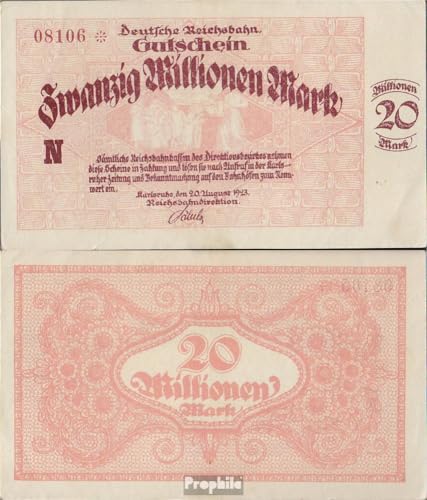 Deutsche Reichsbahn.
08106 *
Gutschein
Zwanzig Millionen Mark
Millionen
20
Mark
N
Sämtliche Reichsbahnkassen des Direktionsbezirkes nehmen
diese Scheine in Zahlung und lösen sie nach Aufruf in der Karls-
ruher Zeitung und Bekanntmachung auf den Bahnhöfen zum Nenn-
wert ein.
Karlsruhe, den 20. August 1923.
Reichsbahndirektion.
20
Millionen
Mark
Prophila